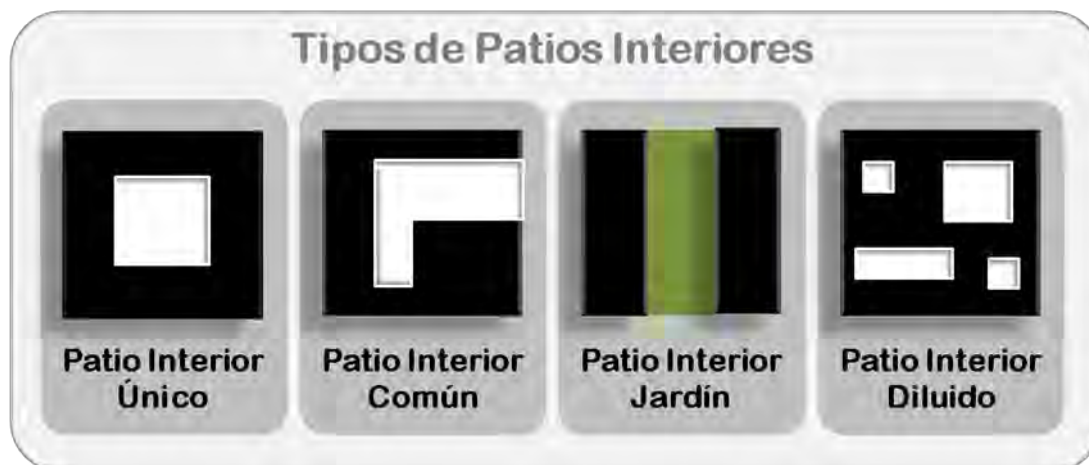 Tipos de Patios Interiores
Patio Interior
Único
Patio Interior
Común
Patio Interior
Jardín
Patio Interior
Diluido